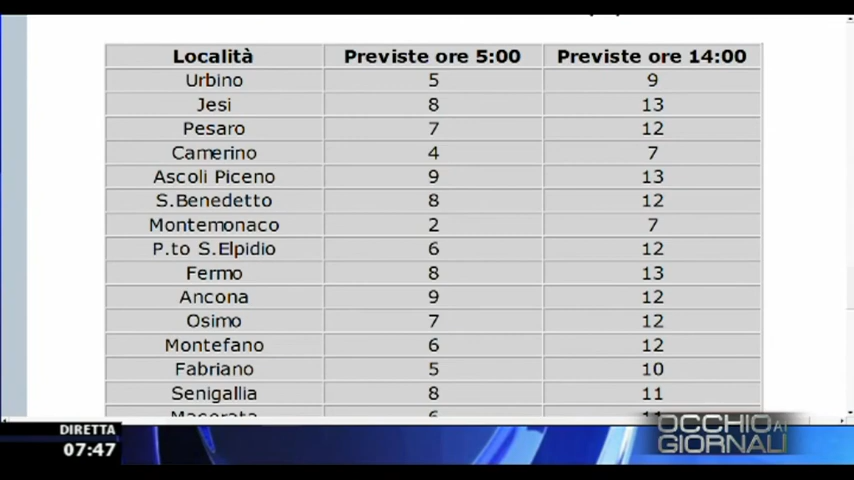 Località Previste ore 5:00 Previste ore 14:00
Urbino 5 9
Jesi 8 13
Pesaro 7 12
Camerino 4 7
Ascoli Piceno 9 13
S.Benedetto 8 12
Montemonaco 2 7
P.to S.Elpidio 6 12
Fermo 8 13
Ancona 9 12
Osimo 7 12
Montefano 6 12
Fabriano 5 10
Senigallia 8 11
Macerata 6
DIRETTA
07:47
OCCHIO AI
GIORNALI